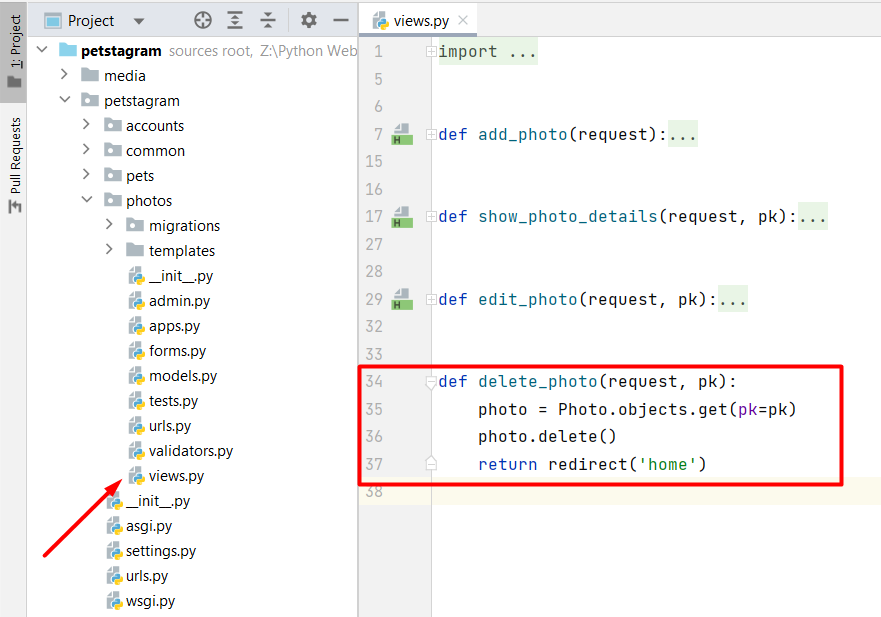 1: Project
Pull Requests
Project
petstagram sources root, Z:\Python Web
media
petstagram
accounts
common
pets
photos
migrations
templates
__init__.py
admin.py
apps.py
forms.py
models.py
tests.py
urls.py
validators.py
views.py
__init__.py
asgi.py
settings.py
urls.py
wsgi.py
views.py
1 import ...
5
6
7 H def add_photo(request):...
15
16
17 H def show_photo_details(request, pk):...
27
28
29 H def edit_photo(request, pk):...
32
33
34 def delete_photo(request, pk):
35 photo = Photo.objects.get(pk=pk)
36 photo.delete()
37 return redirect('home')
38